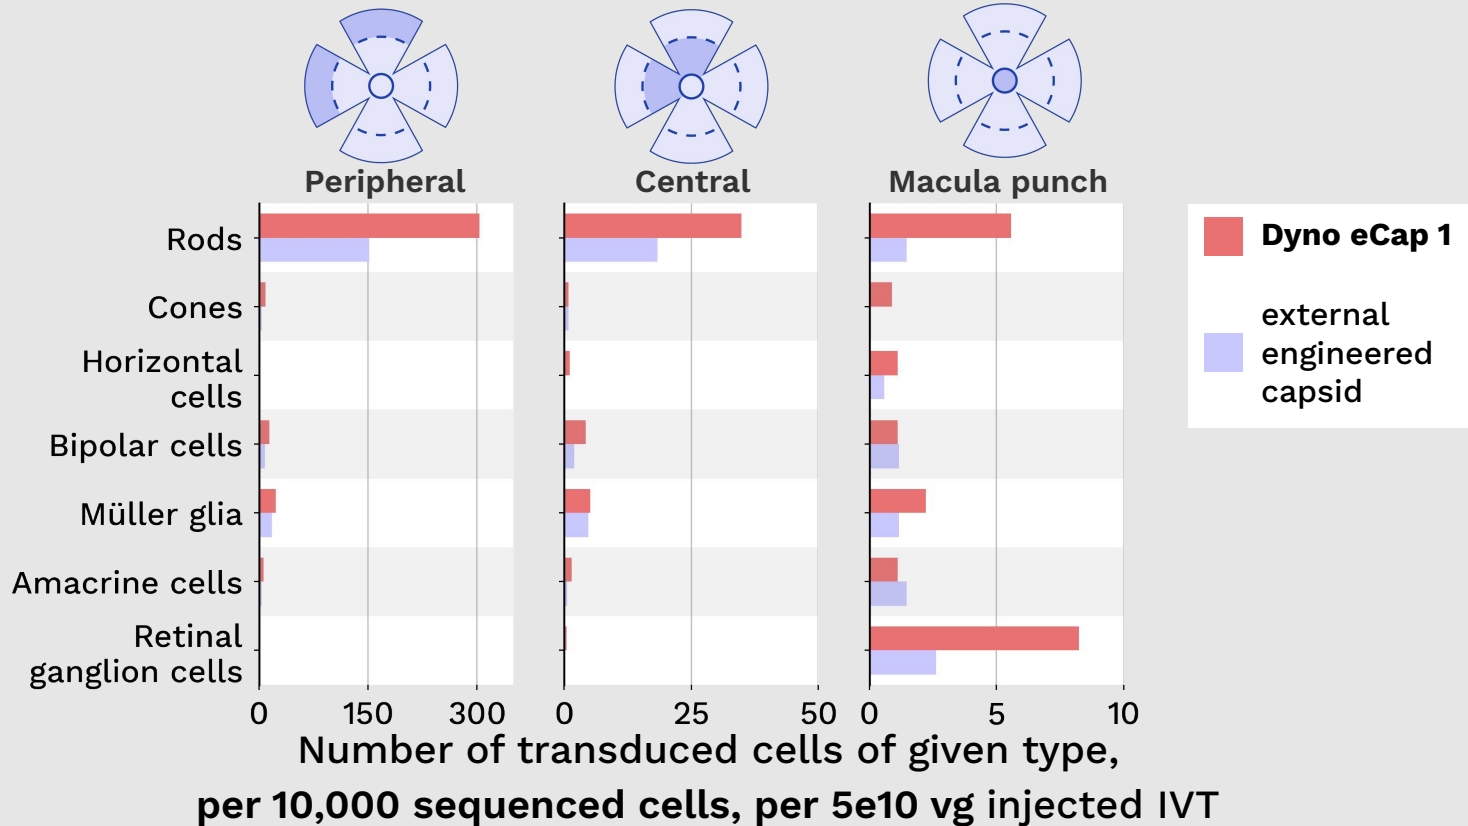 Peripheral
Central
Macula punch
Rods
Cones
Horizontal
cells
Bipolar cells
Müller glia
Amacrine cells
Retinal
ganglion cells
0 150 300
0 25 50
0 5 10
Number of transduced cells of given type,
per 10,000 sequenced cells, per 5e10 vg injected IVT
Dyno eCap 1
external
engineered
capsid